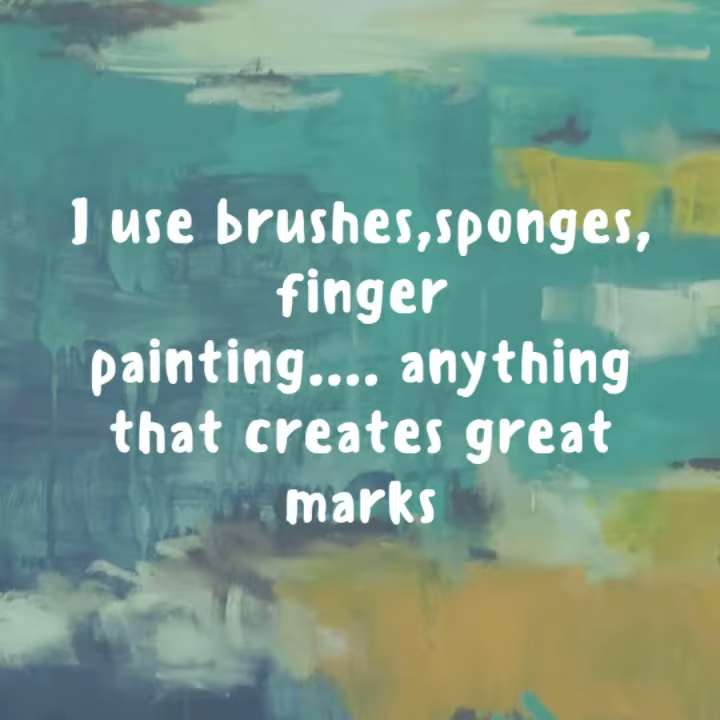 I use brushes,sponges,
finger
painting.... anything
that creates great
marks